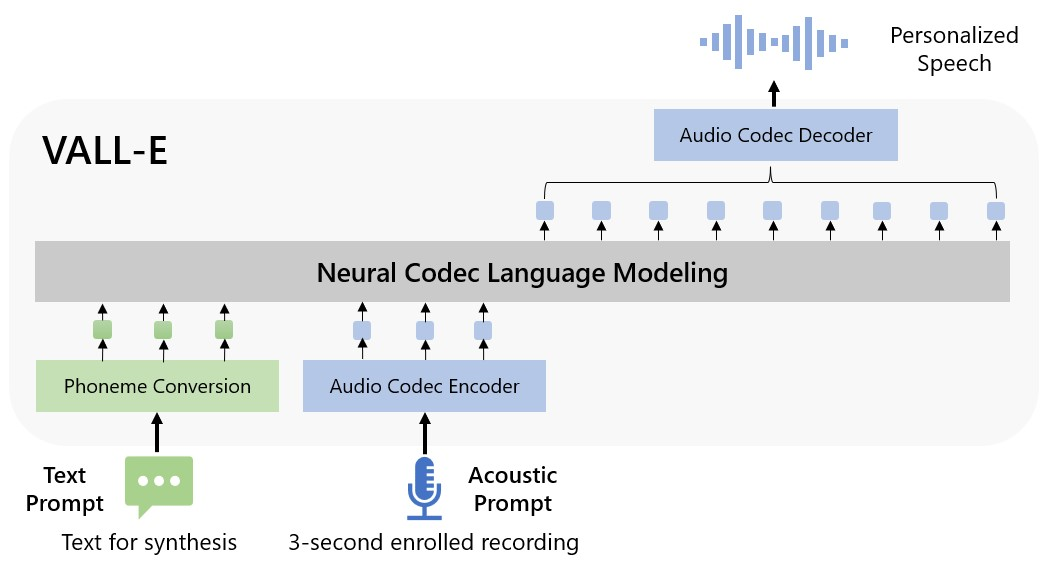 Personalized
Speech
Audio Codec Decoder
VALL-E
Neural Codec Language Modeling
Phoneme Conversion
Audio Codec Encoder
Text
Prompt
Acoustic
Prompt
Text for synthesis
3-second enrolled recording